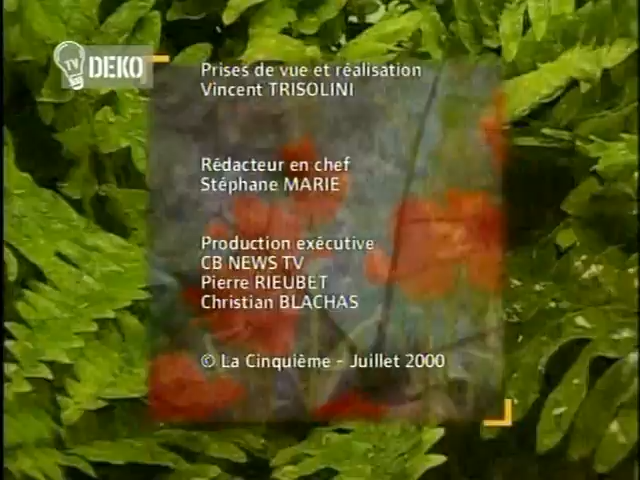 TV DEKO
Prises de vue et réalisation
Vincent TRISOLINI
Rédacteur en chef
Stéphane MARIE
Production exécutive
CB NEWS TV
Pierre RIEUBET
Christian BLACHAS
© La Cinquième - Juillet 2000